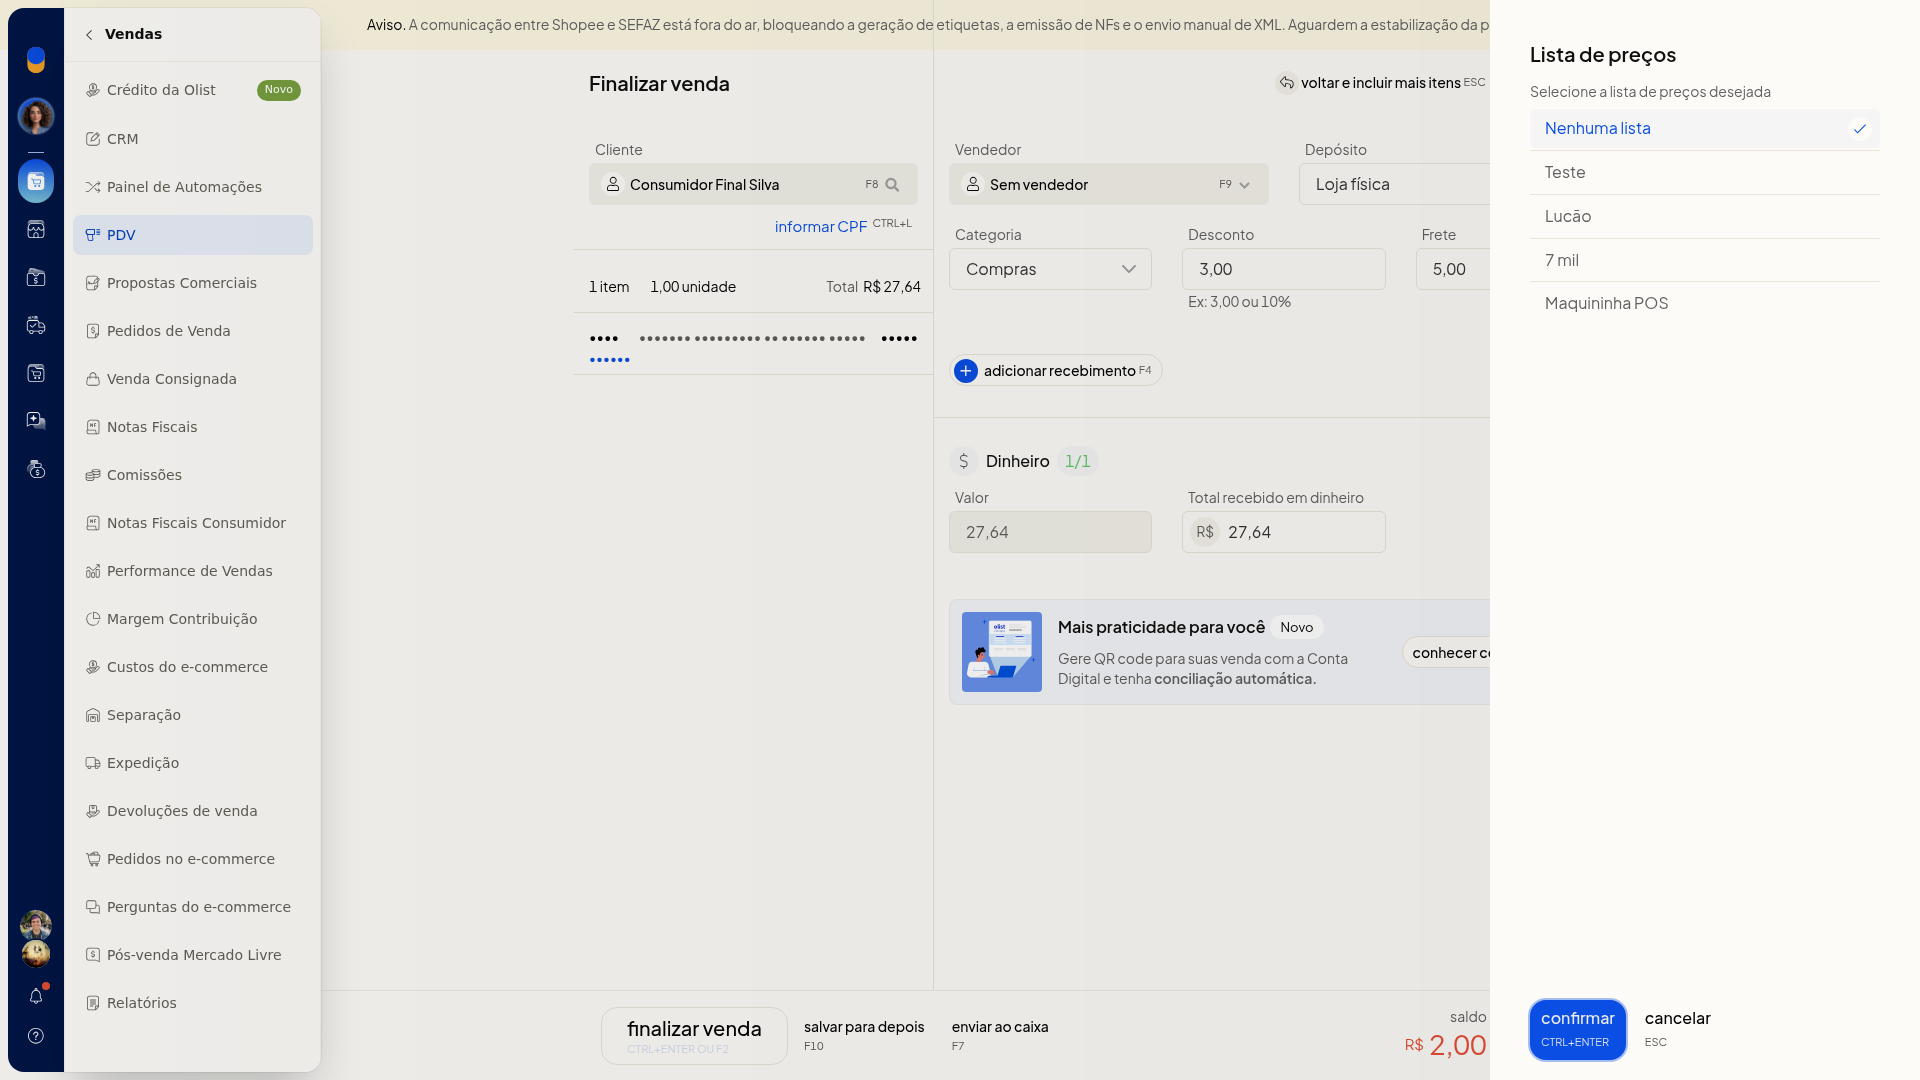 Vendas
Crédito da Olist Novo
CRM
Painel de Automações
PDV
Propostas Comerciais
Pedidos de Venda
Venda Consignada
Notas Fiscais
Comissões
Notas Fiscais Consumidor
Performance de Vendas
Margem Contribuição
Custos do e-commerce
Separação
Expedição
Devoluções de venda
Pedidos no e-commerce
Perguntas do e-commerce
Pós-venda Mercado Livre
Relatórios
Aviso. A comunicação entre Shopee e SEFAZ está fora do ar, bloqueando a geração de etiquetas, a emissão de NFs e o envio manual de XML. Aguardem a estabilização da p
Finalizar venda
voltar e incluir mais itens ESC
Cliente
Consumidor Final Silva F8
informar CPF CTRL+L
1 item 1,00 unidade Total R$ 27,64
Vendedor
Sem vendedor F9
Depósito
Loja física
Categoria
Compras
Desconto
3,00
Ex: 3,00 ou 10%
Frete
5,00
adicionar recebimento F4
$ Dinheiro 1/1
Valor
27,64
Total recebido em dinheiro
R$ 27,64
olist
Mais praticidade para você Novo
Gere QR code para suas venda com a Conta
Digital e tenha conciliação automática.
conhecer co
finalizar venda
CTRL+ENTER OU F2
salvar para depois
F10
enviar ao caixa
F7
saldo
R$ 2,00
Lista de preços
Selecione a lista de preços desejada
Nenhuma lista
Teste
Lucão
7 mil
Maquininha POS
confirmar
CTRL+ENTER
cancelar
ESC